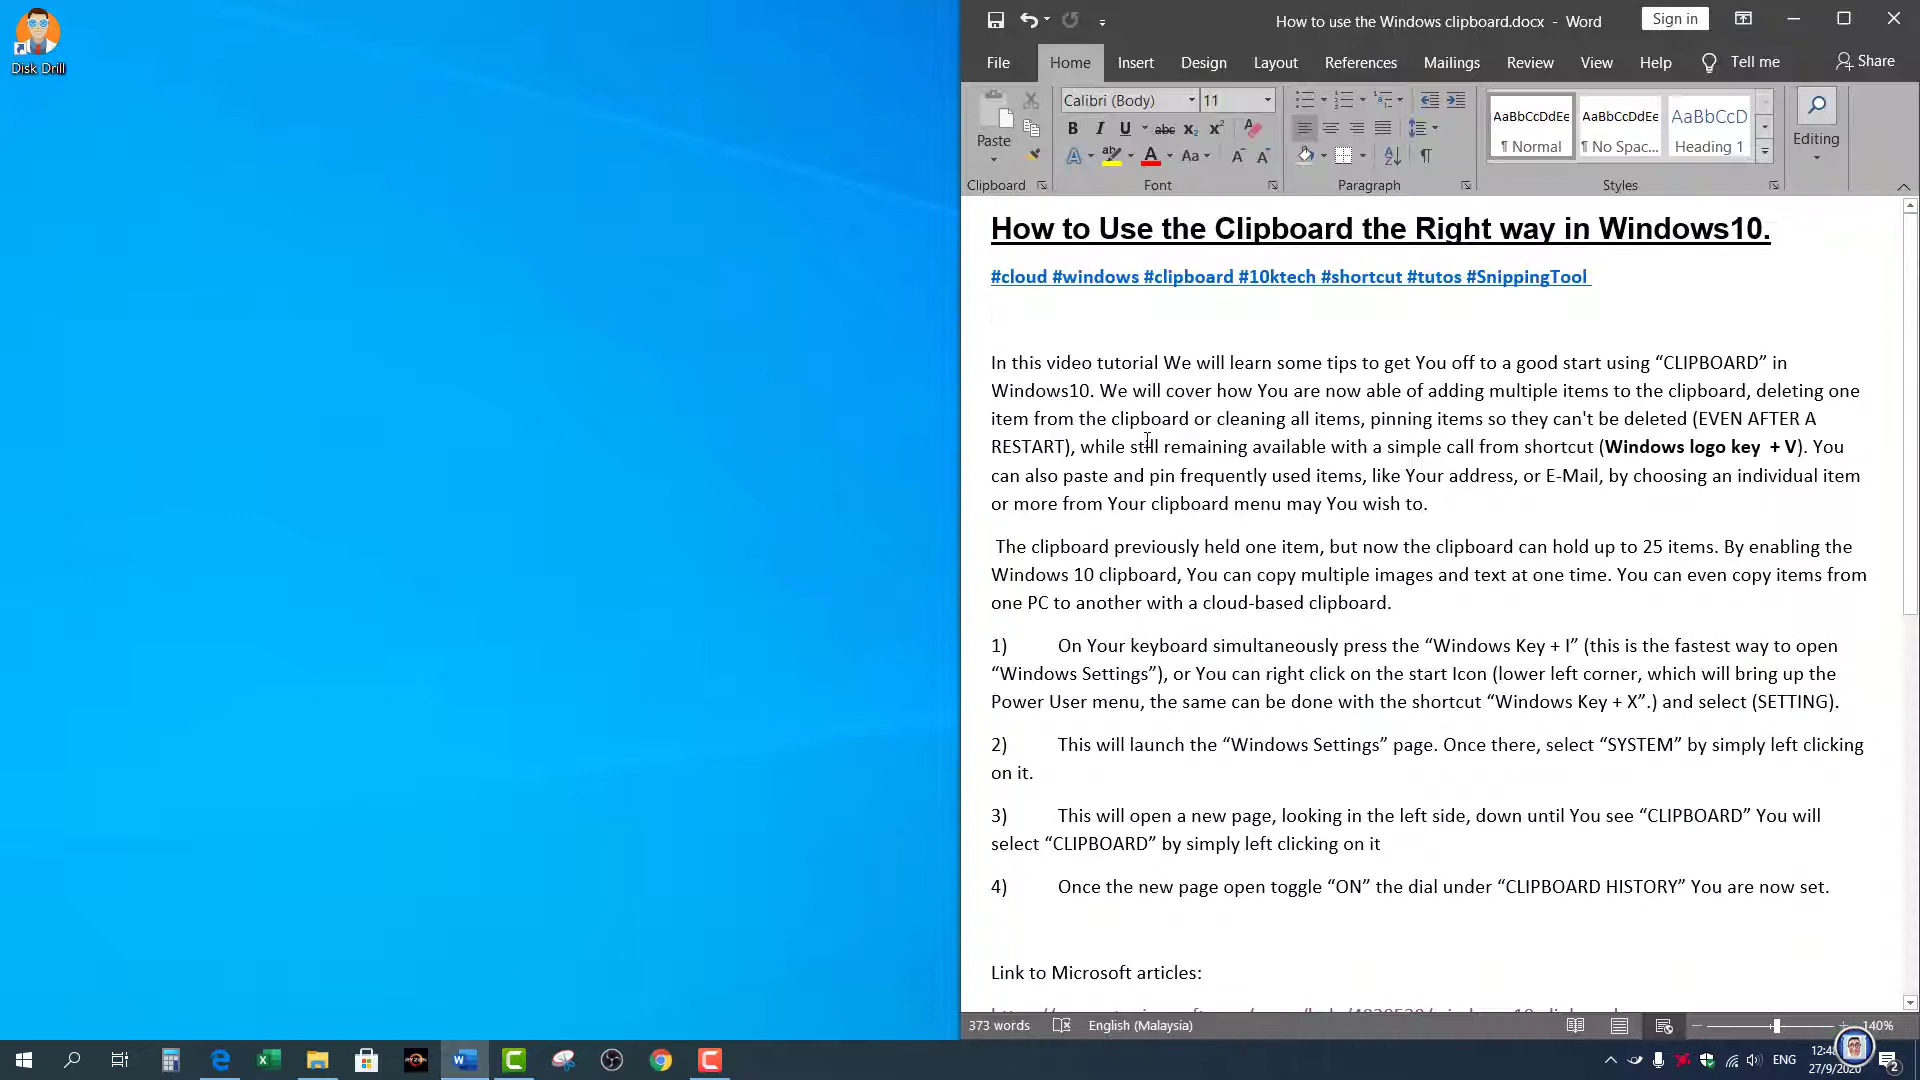 Disk Drill
How to use the Windows clipboard.docx - Word
Sign in
File Home Insert Design Layout References Mailings Review View Help Tell me Share
Paste
Calibri (Body) 11
B I U abc X₂ X²
A ab A Aa A A
AaBbCcDdEe AaBbCcDdEe AaBbCcD
¶ Normal ¶ No Spac... Heading 1
Editing
Clipboard Font Paragraph Styles
How to Use the Clipboard the Right way in Windows10.
#cloud #windows #clipboard #10ktech #shortcut #tutos #SnippingTool
In this video tutorial We will learn some tips to get You off to a good start using “CLIPBOARD” in
Windows10. We will cover how You are now able of adding multiple items to the clipboard, deleting one
item from the clipboard or cleaning all items, pinning items so they can't be deleted (EVEN AFTER A
RESTART), while still remaining available with a simple call from shortcut (Windows logo key + V). You
can also paste and pin frequently used items, like Your address, or E-Mail, by choosing an individual item
or more from Your clipboard menu may You wish to.
The clipboard previously held one item, but now the clipboard can hold up to 25 items. By enabling the
Windows 10 clipboard, You can copy multiple images and text at one time. You can even copy items from
one PC to another with a cloud-based clipboard.
1) On Your keyboard simultaneously press the “Windows Key + I” (this is the fastest way to open
“Windows Settings”), or You can right click on the start Icon (lower left corner, which will bring up the
Power User menu, the same can be done with the shortcut “Windows Key + X”.) and select (SETTING).
2) This will launch the “Windows Settings” page. Once there, select “SYSTEM” by simply left clicking
on it.
3) This will open a new page, looking in the left side, down until You see “CLIPBOARD” You will
select “CLIPBOARD” by simply left clicking on it
4) Once the new page open toggle “ON” the dial under “CLIPBOARD HISTORY” You are now set.
Link to Microsoft articles:
373 words English (Malaysia) 140%
RYZEN
ENG
2